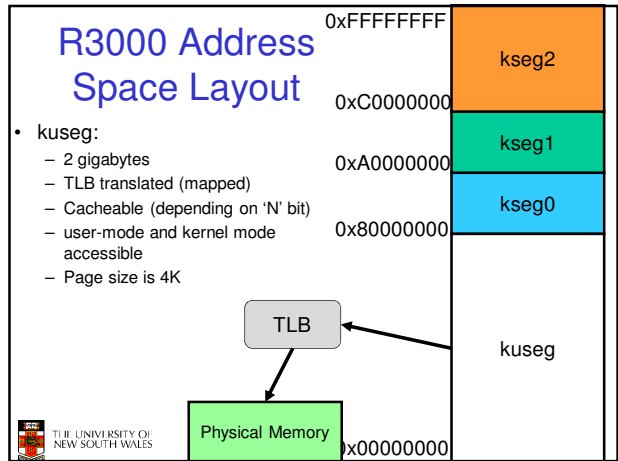 R3000 Address
Space Layout
• kuseg:
– 2 gigabytes
– TLB translated (mapped)
– Cacheable (depending on ‘N’ bit)
– user-mode and kernel mode
accessible
– Page size is 4K
0xFFFFFFFF
kseg2
0xC0000000
kseg1
0xA0000000
kseg0
0x80000000
TLB
kuseg
Physical Memory
0x00000000
THE UNIVERSITY OF
NEW SOUTH WALES